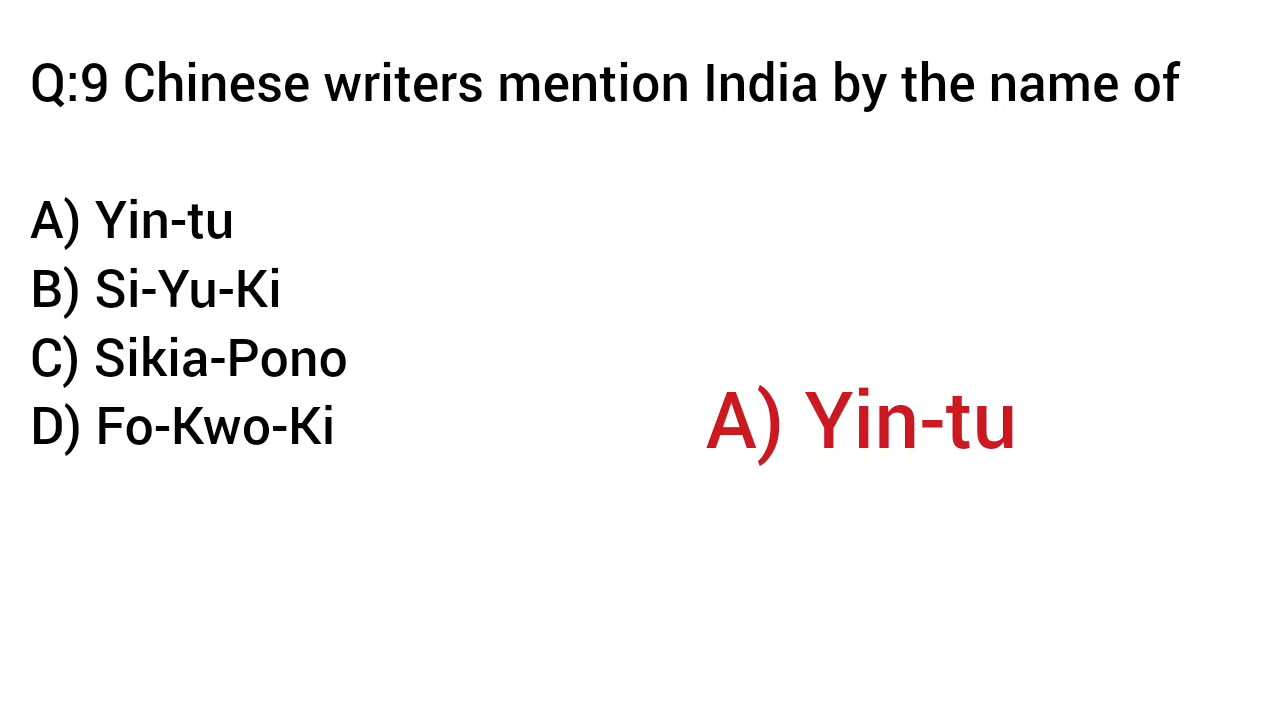 Q:9 Chinese writers mention India by the name of
A) Yin-tu
B) Si-Yu-Ki
C) Sikia-Pono
D) Fo-Kwo-Ki
A) Yin-tu